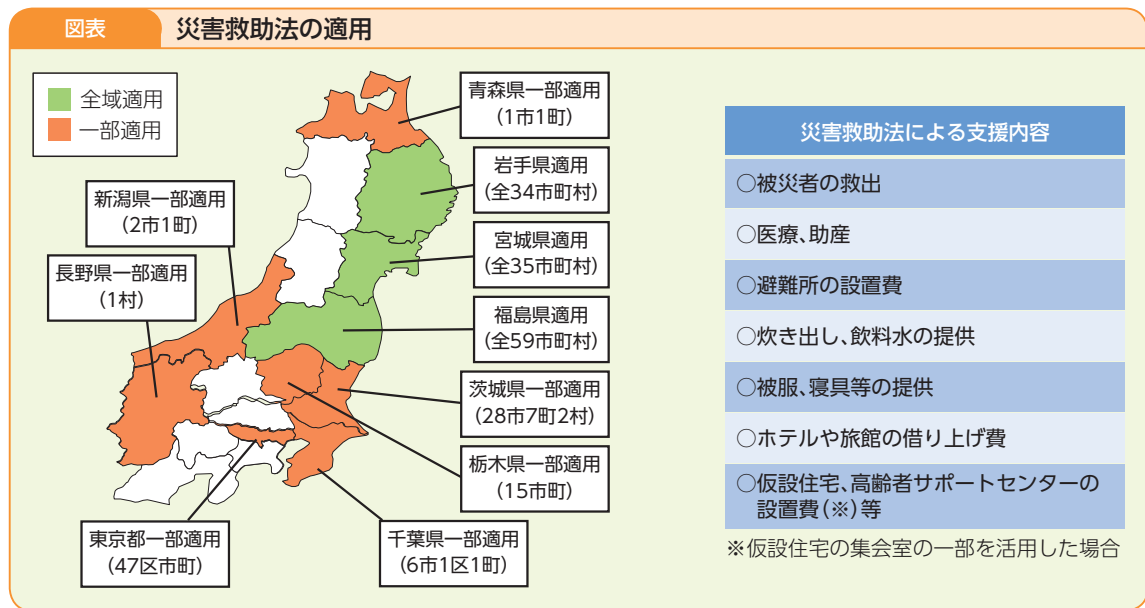 図表
災害救助法の適用
全域適用
一部適用
青森県一部適用
（1市1町）
岩手県適用
（全34市町村）
宮城県適用
（全35市町村）
福島県適用
（全59市町村）
茨城県一部適用
（28市7町2村）
栃木県一部適用
（15市町）
千葉県一部適用
（6市1区1町）
東京都一部適用
（47区市町）
長野県一部適用
（1村）
新潟県一部適用
（2市1町）
災害救助法による支援内容
○被災者の救出
○医療、助産
○避難所の設置費
○炊き出し、飲料水の提供
○被服、寝具等の提供
○ホテルや旅館の借り上げ費
○仮設住宅、高齢者サポートセンターの
設置費（※）等
※仮設住宅の集会室の一部を活用した場合